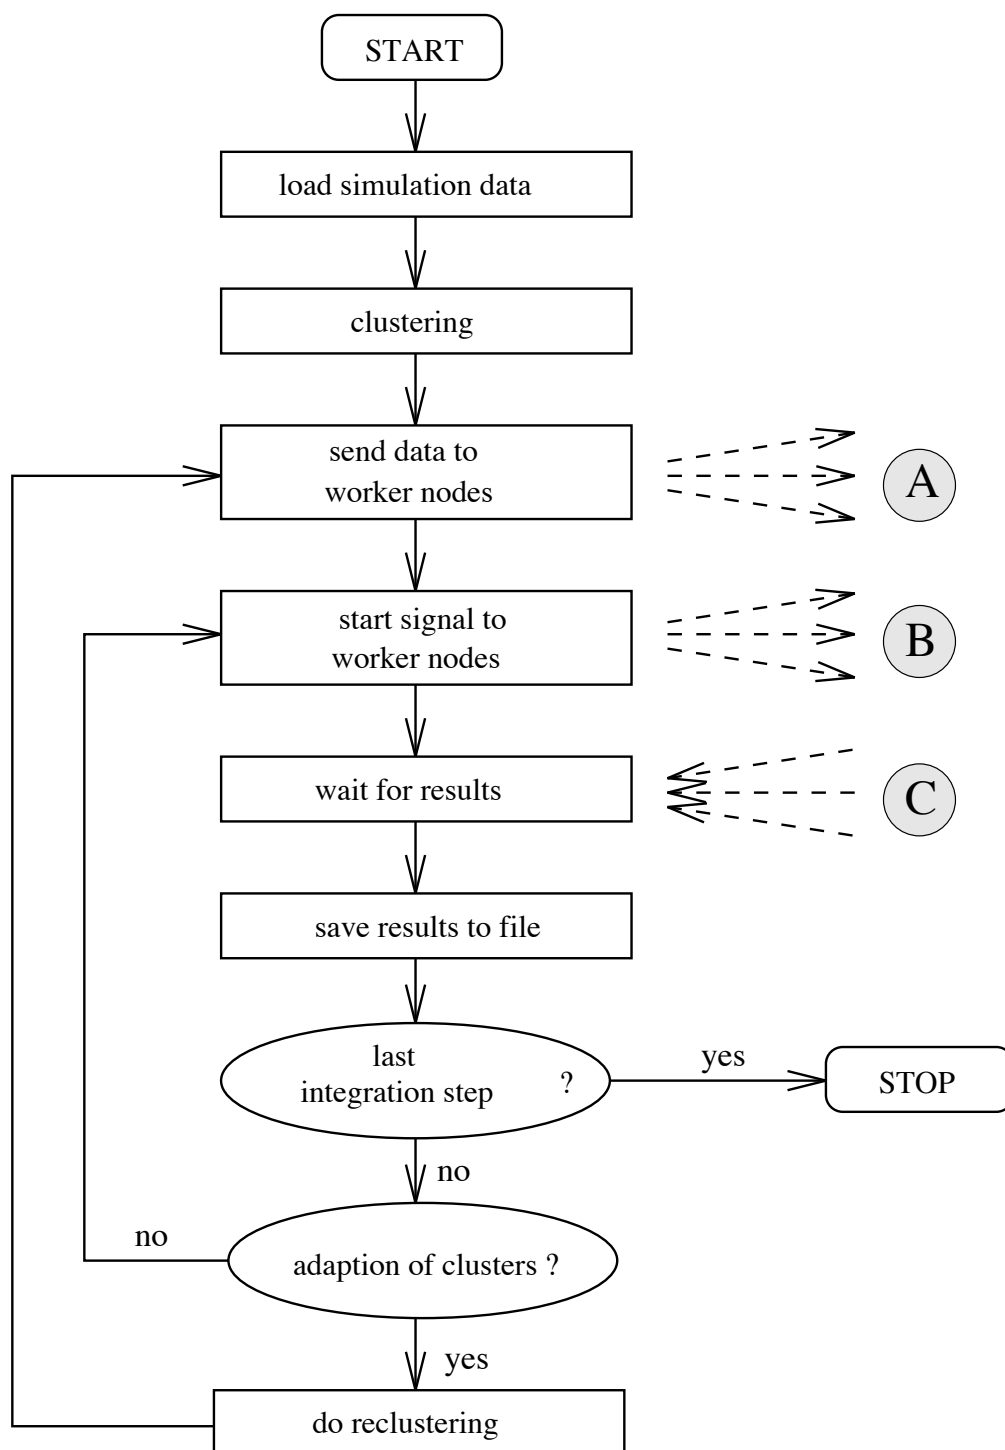 START
load simulation data
clustering
send data to
worker nodes
A
start signal to
worker nodes
B
wait for results
C
save results to file
last
integration step ?
yes
STOP
no
no
adaption of clusters ?
yes
do reclustering